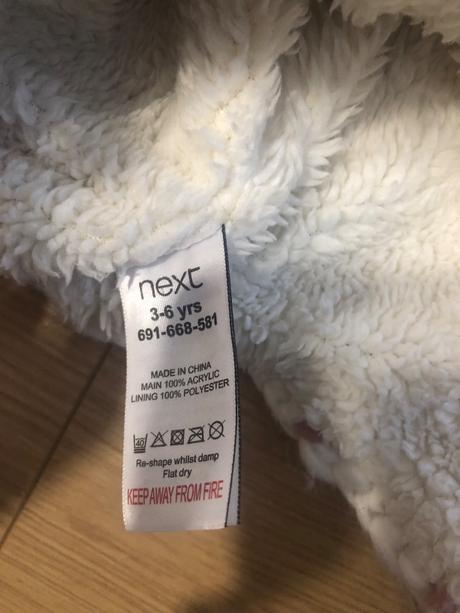 next
3-6 yrs
691-668-581
MADE IN CHINA
MAIN 100% ACRYLIC
LINING 100% POLYESTER
40
Re-shape whilst damp
Flat dry
KEEP AWAY FROM FIRE